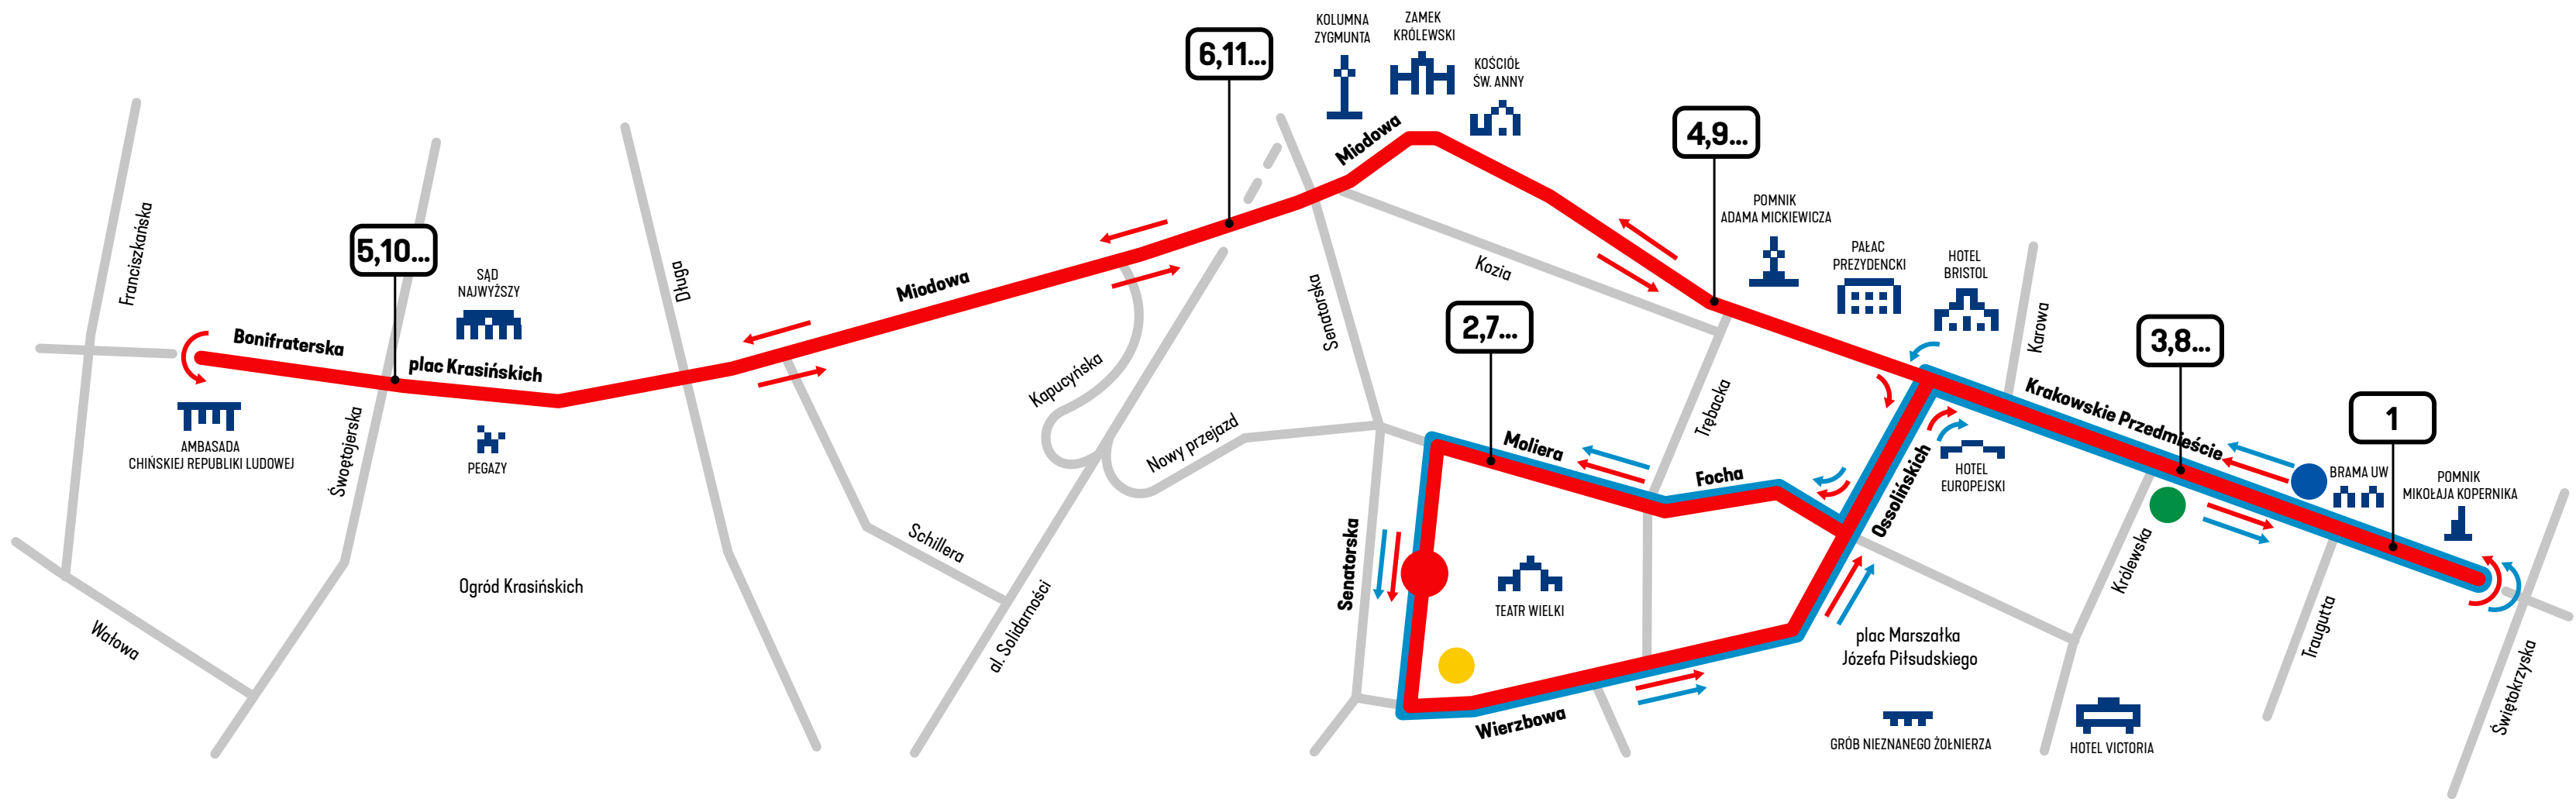 KOLUMNA
ZYGMUNTA
ZAMEK
KRÓLEWSKI
KOŚCIÓŁ
ŚW. ANNY
6,11...
Miodowa
4,9...
POMNIK
ADAMA MICKIEWICZA
PAŁAC
PREZYDENCKI
HOTEL
BRISTOL
Franciszkańska
5,10...
SĄD
NAJWYŻSZY
Długa
Miodowa
Kozia
Senatorska
Karowa
2,7...
3,8...
1
Bonifraterska
plac Krasińskich
Kapucyńska
Trębacka
Krakowskie Przedmieście
AMBASADA
CHIŃSKIEJ REPUBLIKI LUDOWEJ
Śwoętojerska
PEGAZY
Nowy przejazd
Moliera
Focha
Ossolińskich
HOTEL
EUROPEJSKI
BRAMA UW
POMNIK
MIKOŁAJA KOPERNIKA
Schillera
Senatorska
Królewska
Ogród Krasińskich
TEATR WIELKI
Wałowa
al. Solidarności
plac Marszałka
Józefa Piłsudskiego
Traugutta
Świętokrzyska
Wierzbowa
GRÓB NIEZNANEGO ŻOŁNIERZA
HOTEL VICTORIA